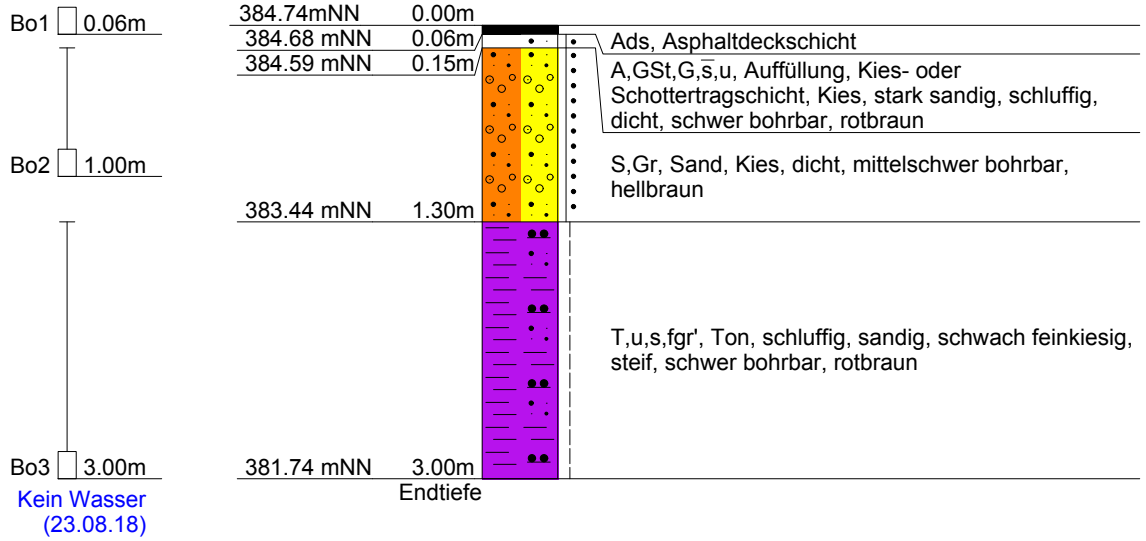 384.74mNN 0.00m
Bo1 0.06m
384.68 mNN 0.06m
Ads, Asphaltdeckschicht
384.59 mNN 0.15m
A,GSt,G,s̅,u, Auffüllung, Kies- oder
Schottertragschicht, Kies, stark sandig, schluffig,
dicht, schwer bohrbar, rotbraun
Bo2 1.00m
S,Gr, Sand, Kies, dicht, mittelschwer bohrbar,
hellbraun
383.44 mNN 1.30m
T,u,s,fgr', Ton, schluffig, sandig, schwach feinkiesig,
steif, schwer bohrbar, rotbraun
Bo3 3.00m
381.74 mNN 3.00m
Endtiefe
Kein Wasser
(23.08.18)